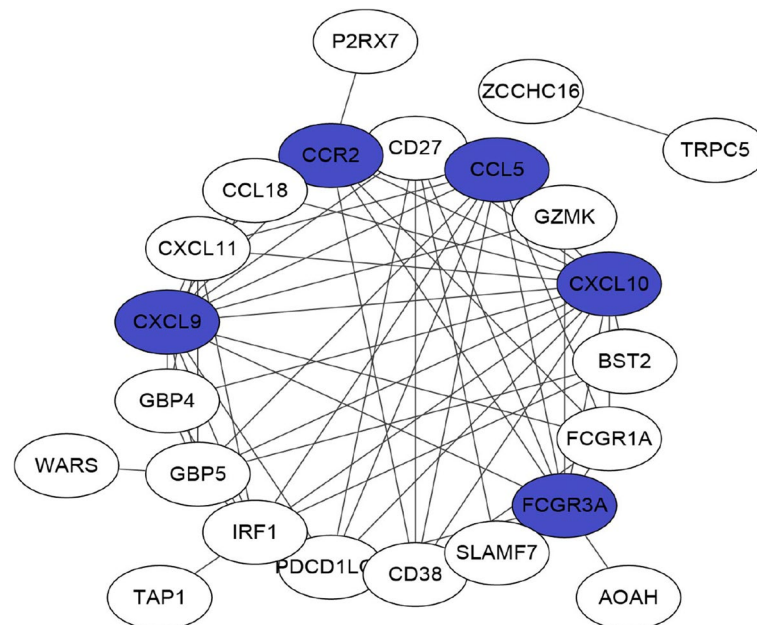 P2RX7
ZCCHC16
TRPC5
CCR2
CD27
CCL5
CCL18
GZMK
CXCL11
CXCL10
CXCL9
BST2
GBP4
FCGR1A
WARS
GBP5
FCGR3A
IRF1
SLAMF7
PDCD1LG
CD38
TAP1
AOAH